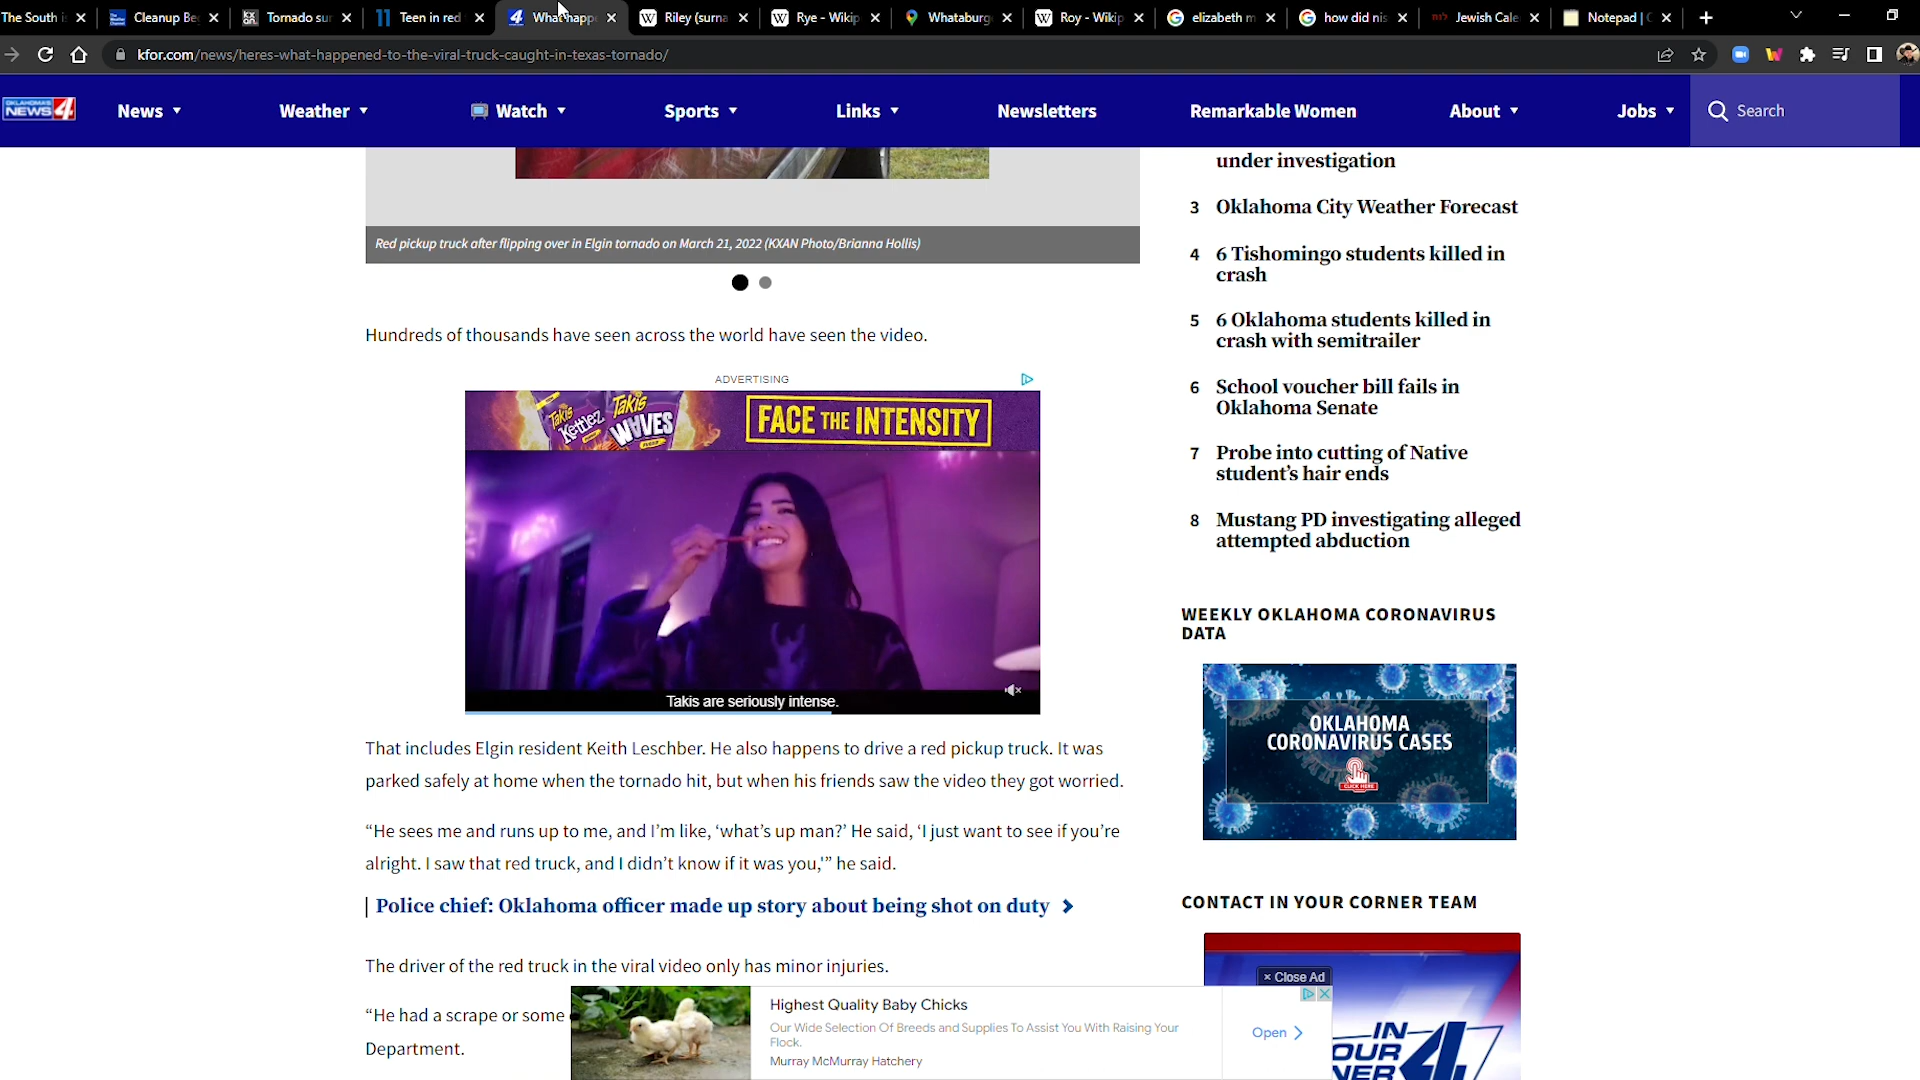 The South is
Cleanup Be
Tornado sur
Teen in red
What happ
Riley (surna
Rye - Wikip
Whataburg
Roy - Wikip
elizabeth m
how did nis
Jewish Cale
Notepad |
kfor.com/news/heres-what-happened-to-the-viral-truck-caught-in-texas-tornado/
OKLAHOMA'S
NEWS 4
News
Weather
Watch
Sports
Links
Newsletters
Remarkable Women
About
Jobs
Search
Red pickup truck after flipping over in Elgin tornado on March 21, 2022 (KXAN Photo/Brianna Hollis)
Hundreds of thousands have seen across the world have seen the video.
ADVERTISING
Takis Kettlez
Takis WAVES
FACE THE INTENSITY
Takis are seriously intense.
That includes Elgin resident Keith Leschber. He also happens to drive a red pickup truck. It was
parked safely at home when the tornado hit, but when his friends saw the video they got worried.
“He sees me and runs up to me, and I’m like, ‘what’s up man?’ He said, ‘I just want to see if you’re
alright. I saw that red truck, and I didn’t know if it was you,'” he said.
Police chief: Oklahoma officer made up story about being shot on duty
The driver of the red truck in the viral video only has minor injuries.
“He had a scrape or some
Department.
under investigation
3 Oklahoma City Weather Forecast
4 6 Tishomingo students killed in
crash
5 6 Oklahoma students killed in
crash with semitrailer
6 School voucher bill fails in
Oklahoma Senate
7 Probe into cutting of Native
student’s hair ends
8 Mustang PD investigating alleged
attempted abduction
WEEKLY OKLAHOMA CORONAVIRUS
DATA
OKLAHOMA
CORONAVIRUS CASES
CLICK HERE
CONTACT IN YOUR CORNER TEAM
× Close Ad
IN
OUR
NER 4
Highest Quality Baby Chicks
Our Wide Selection Of Breeds and Supplies To Assist You With Raising Your
Flock.
Murray McMurray Hatchery
Open